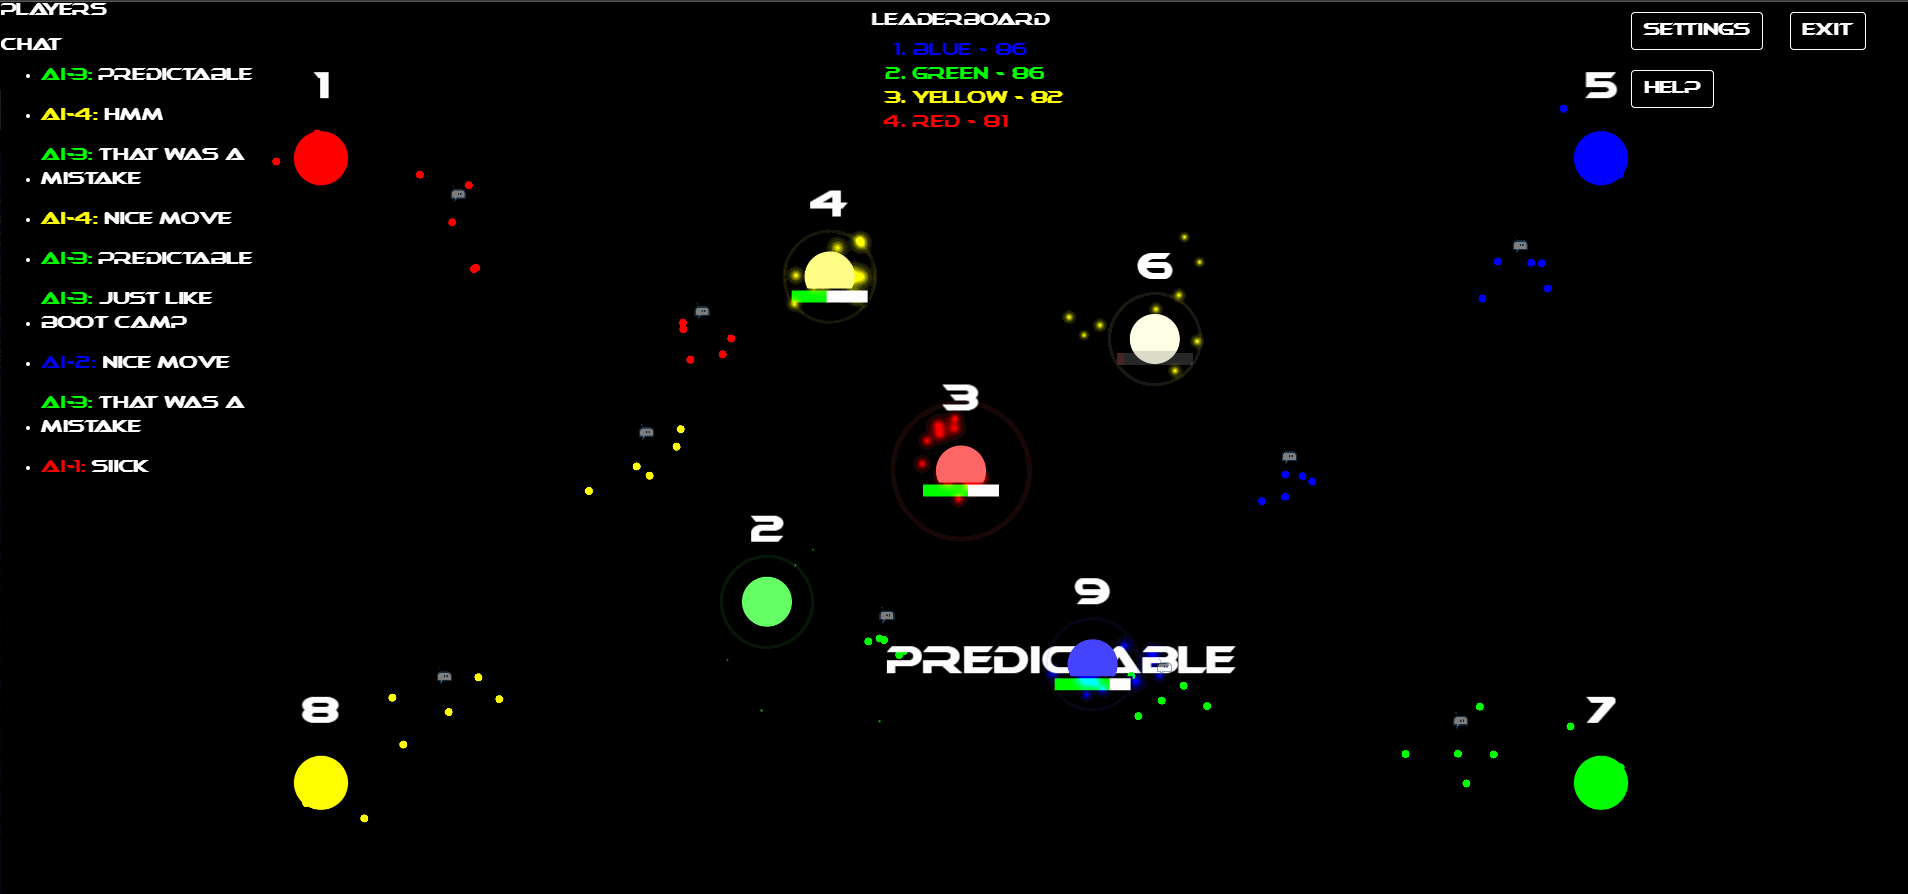 PLAYERS
CHAT
AI-3: PREDICTABLE
AI-4: HMM
AI-3: THAT WAS A
MISTAKE
AI-4: NICE MOVE
AI-3: PREDICTABLE
AI-3: JUST LIKE
BOOT CAMP
AI-2: NICE MOVE
AI-3: THAT WAS A
MISTAKE
AI-1: SIICK
LEADERBOARD
1. BLUE - 86
2. GREEN - 86
3. YELLOW - 82
4. RED - 81
SETTINGS
EXIT
HELP
1
5
4
6
3
2
9
PREDICTABLE
8
7